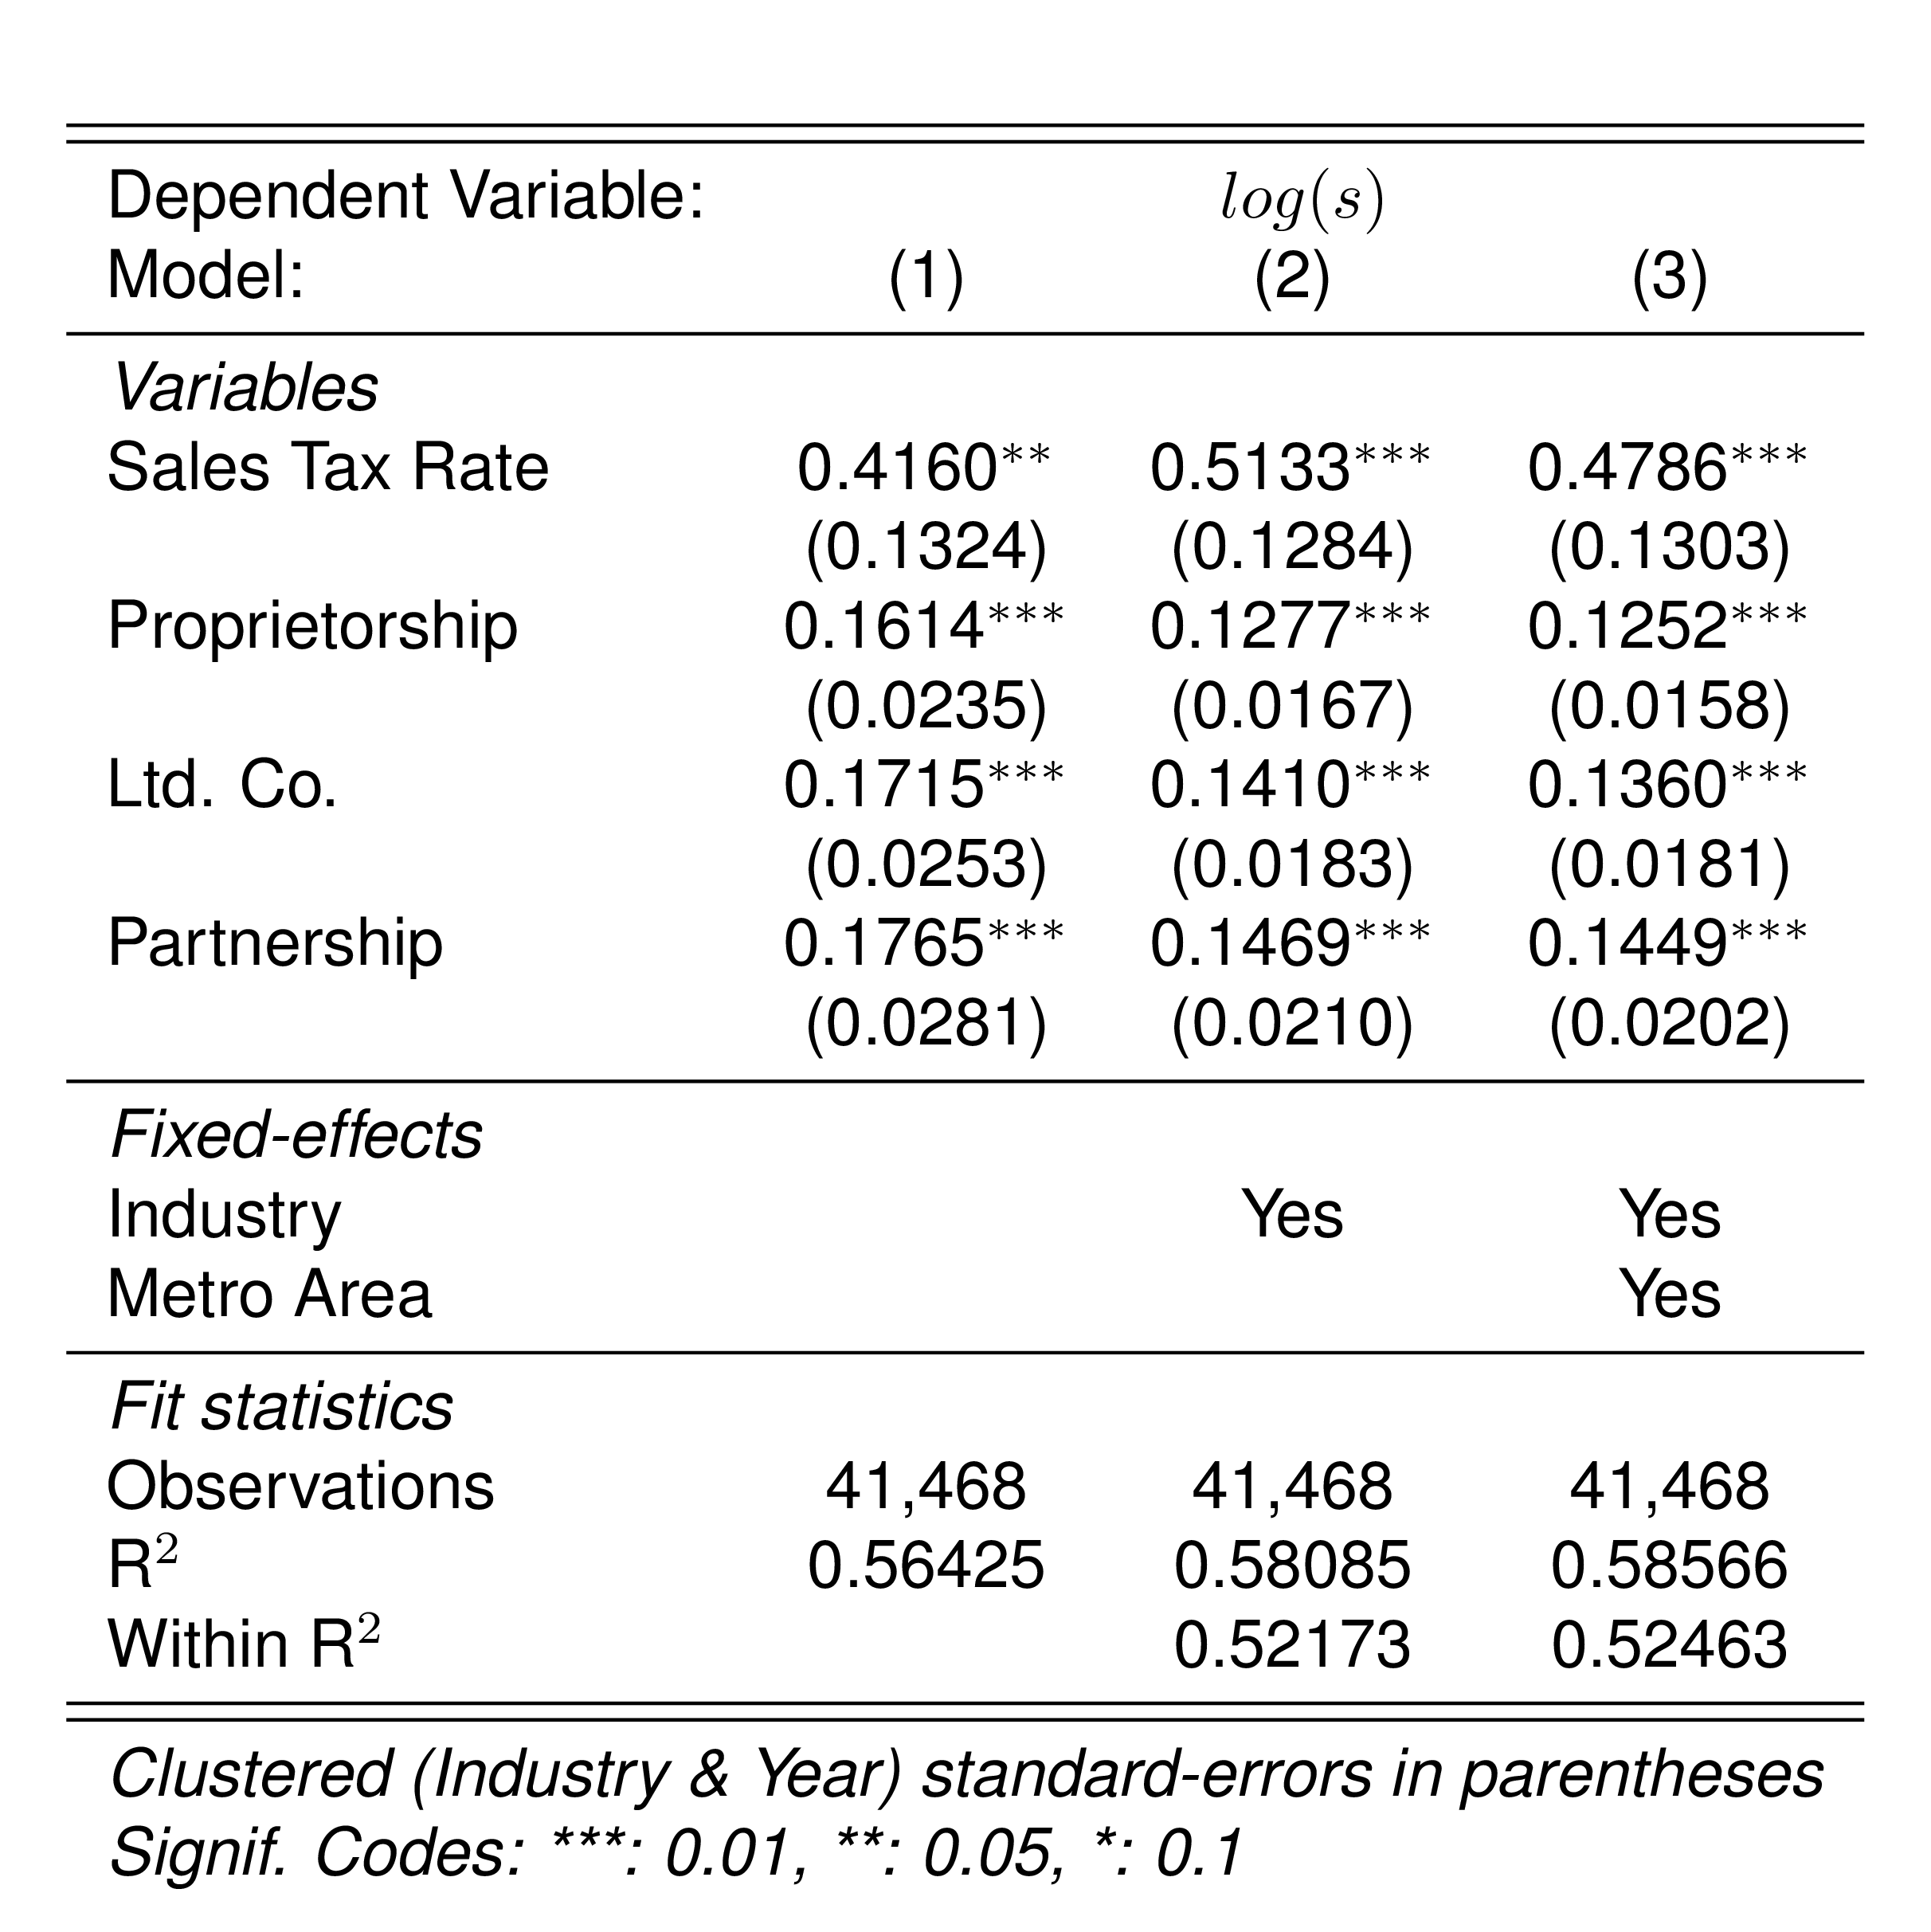 Dependent Variable: log(s)
Model: (1) (2) (3)
Variables
Sales Tax Rate 0.4160** 0.5133*** 0.4786***
(0.1324) (0.1284) (0.1303)
Proprietorship 0.1614*** 0.1277*** 0.1252***
(0.0235) (0.0167) (0.0158)
Ltd. Co. 0.1715*** 0.1410*** 0.1360***
(0.0253) (0.0183) (0.0181)
Partnership 0.1765*** 0.1469*** 0.1449***
(0.0281) (0.0210) (0.0202)
Fixed-effects
Industry Yes Yes
Metro Area Yes
Fit statistics
Observations 41,468 41,468 41,468
R² 0.56425 0.58085 0.58566
Within R² 0.52173 0.52463
Clustered (Industry & Year) standard-errors in parentheses
Signif. Codes: ***: 0.01, **: 0.05, *: 0.1